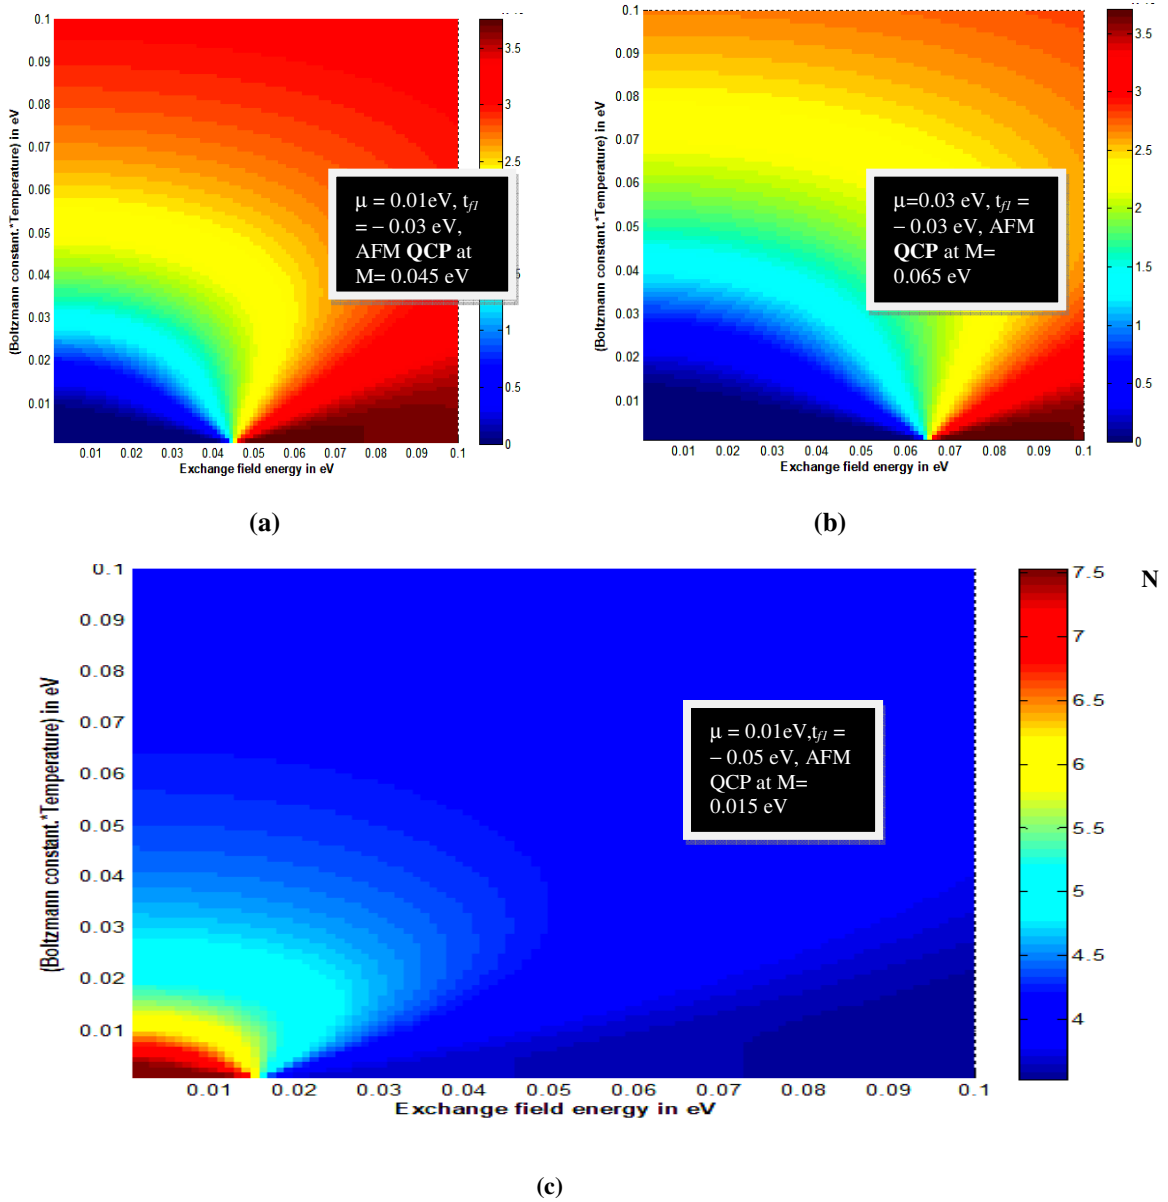 0.1
0.09
0.08
0.07
0.06
0.05
0.04
0.03
0.02
0.01
(Boltzmann constant.*Temperature) in eV
0.01 0.02 0.03 0.04 0.05 0.06 0.07 0.08 0.09 0.1
Exchange field energy in eV
3.5
3
2.5
1
0.5
0
μ = 0.01eV, t_f1
= − 0.03 eV,
AFM QCP at
M= 0.045 eV
(a)
0.1
0.09
0.08
0.07
0.06
0.05
0.04
0.03
0.02
0.01
(Boltzmann constant.*Temperature) in eV
0.01 0.02 0.03 0.04 0.05 0.06 0.07 0.08 0.09 0.1
Exchange field energy in eV
3.5
3
2.5
2
1.5
1
0.5
0
μ=0.03 eV, t_f1 =
− 0.03 eV, AFM
QCP at M=
0.065 eV
(b)
0.1
0.09
0.08
0.07
0.06
0.05
0.04
0.03
0.02
0.01
(Boltzmann constant.*Temperature) in eV
0.01 0.02 0.03 0.04 0.05 0.06 0.07 0.08 0.09 0.1
Exchange field energy in eV
7.5
7
6.5
6
5.5
5
4.5
4
N
μ = 0.01eV,t_f1 =
− 0.05 eV, AFM
QCP at M=
0.015 eV
(c)